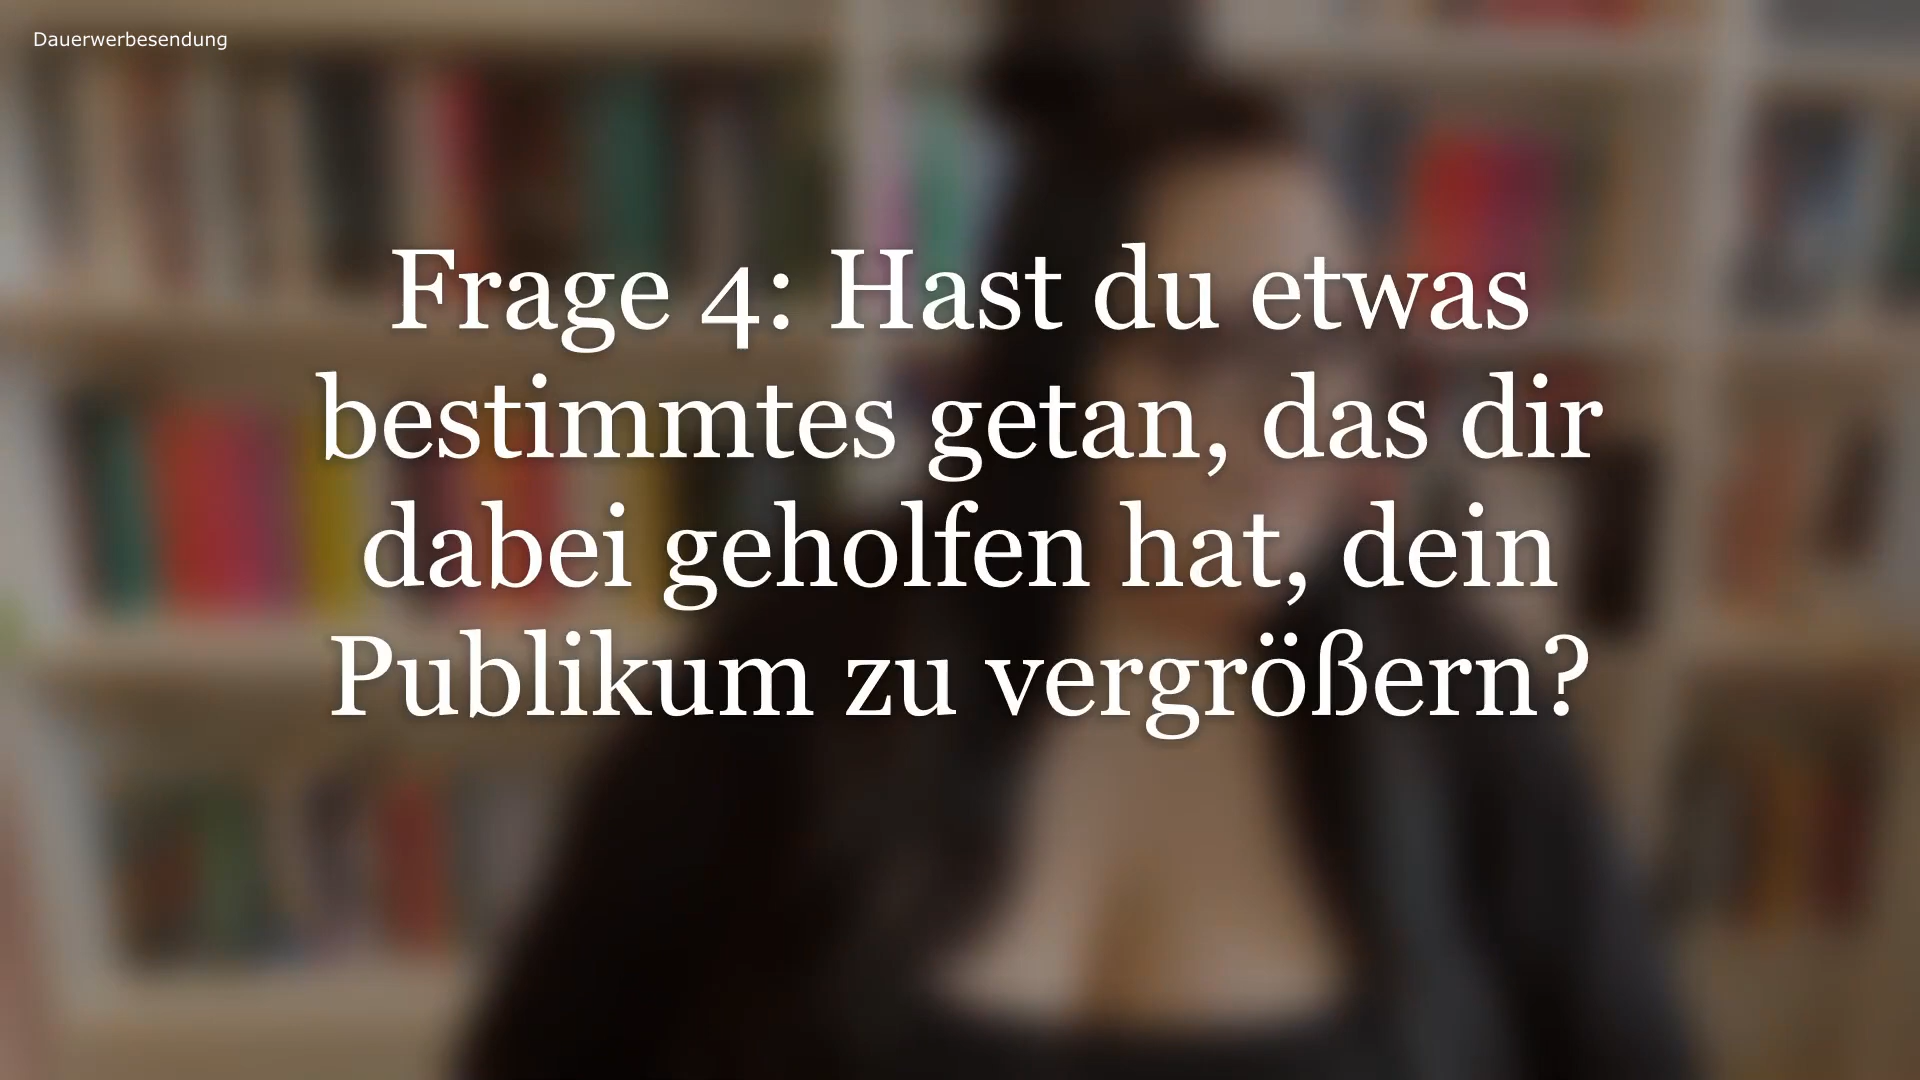 Dauerwerbesendung
Frage 4: Hast du etwas
bestimmtes getan, das dir
dabei geholfen hat, dein
Publikum zu vergrößern?